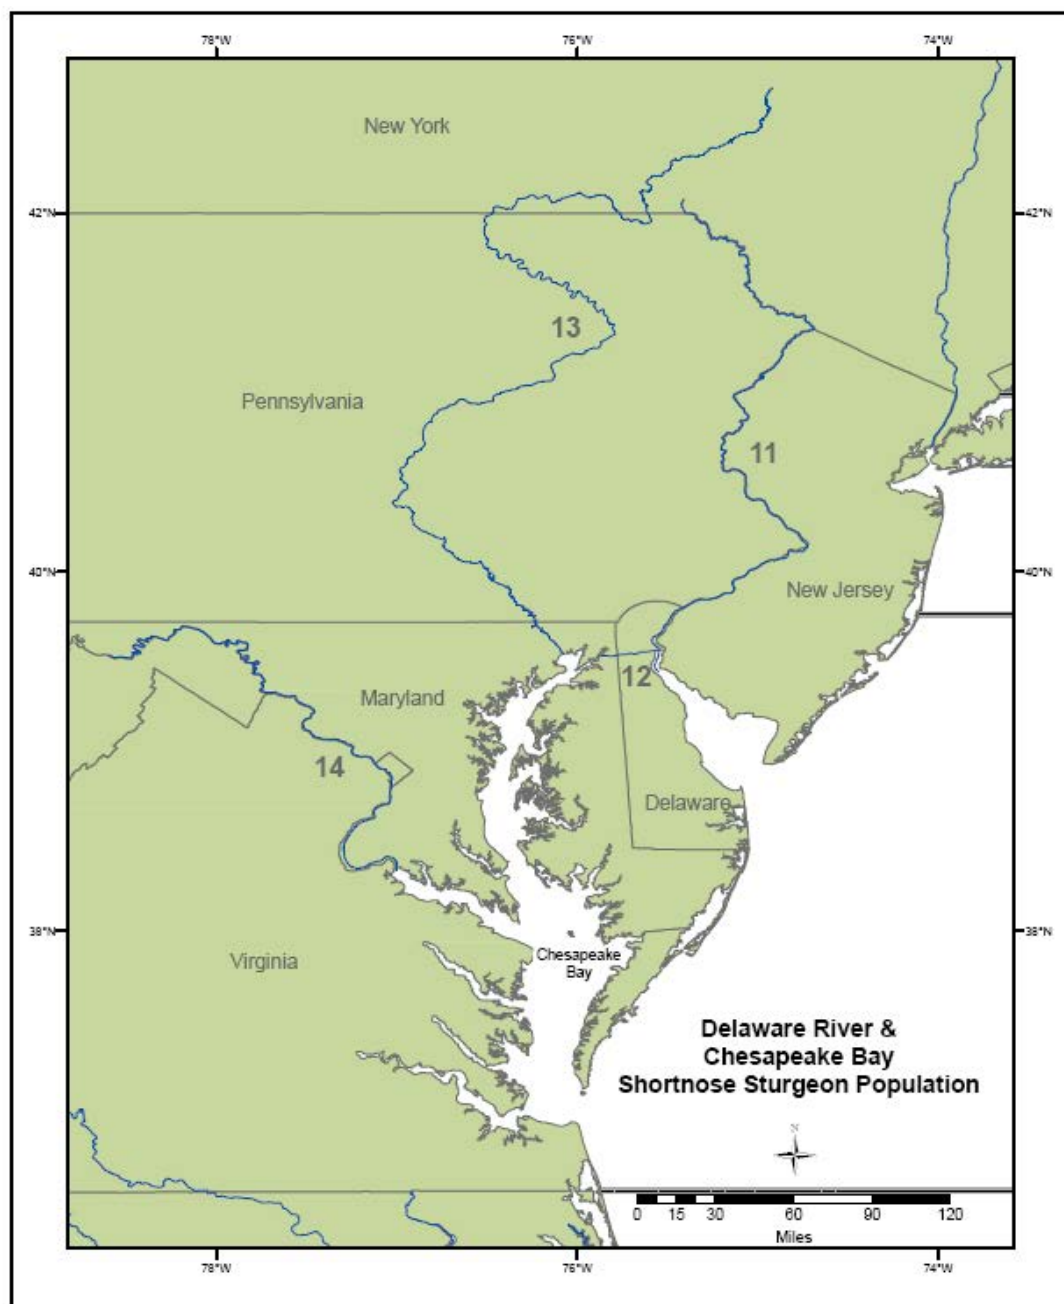 78°W 76°W 74°W
New York
42°N 42°N
13
Pennsylvania
11
40°N 40°N
New Jersey
12
Maryland
14
Delaware
38°N 38°N
Chesapeake
Bay
Virginia
Delaware River &
Chesapeake Bay
Shortnose Sturgeon Population
N
0 15 30 60 90 120
Miles
78°W 76°W 74°W